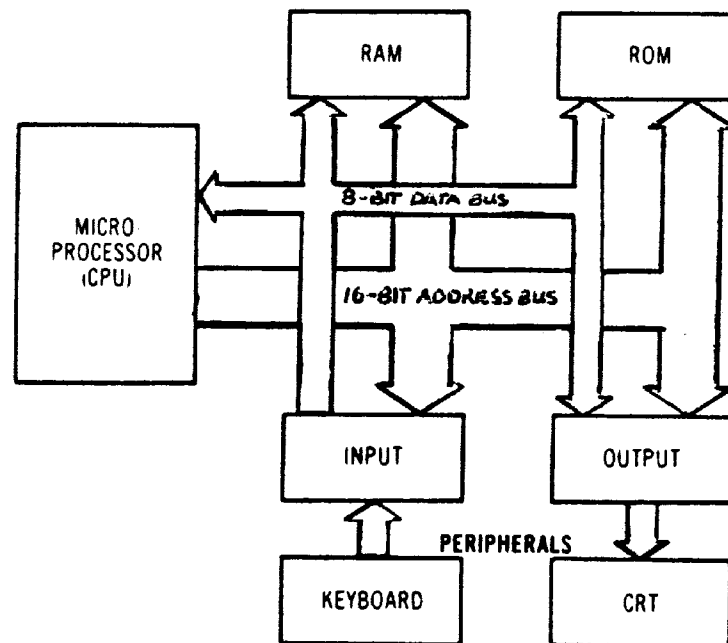 RAM
ROM
MICRO
PROCESSOR
(CPU)
8-BIT DATA BUS
16-BIT ADDRESS BUS
INPUT
OUTPUT
PERIPHERALS
KEYBOARD
CRT